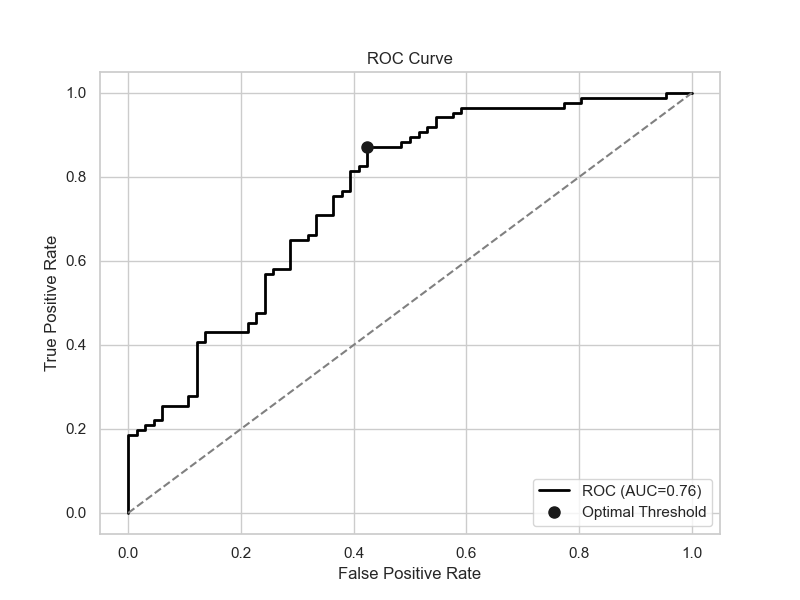 ROC Curve
True Positive Rate
1.0
0.8
0.6
0.4
0.2
0.0
0.0 0.2 0.4 0.6 0.8 1.0
False Positive Rate
ROC (AUC=0.76)
Optimal Threshold